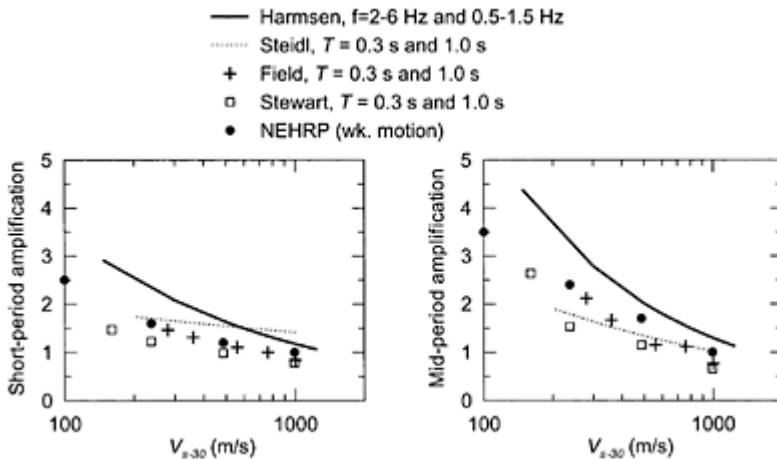 Harmsen, f=2-6 Hz and 0.5-1.5 Hz
Steidl, T = 0.3 s and 1.0 s
Field, T = 0.3 s and 1.0 s
Stewart, T = 0.3 s and 1.0 s
NEHRP (wk. motion)
Short-period amplification
5
4
3
2
1
0
100
1000
Vs-30 (m/s)
Mid-period amplification
5
4
3
2
1
0
100
1000
Vs-30 (m/s)